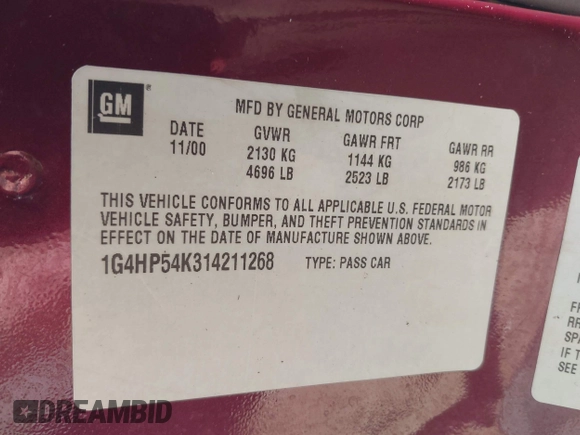 GM
MFD BY GENERAL MOTORS CORP
DATE GVWR GAWR FRT GAWR RR
11/00 2130 KG 1144 KG 986 KG
4696 LB 2523 LB 2173 LB
THIS VEHICLE CONFORMS TO ALL APPLICABLE U.S. FEDERAL MOTOR
VEHICLE SAFETY, BUMPER, AND THEFT PREVENTION STANDARDS IN
EFFECT ON THE DATE OF MANUFACTURE SHOWN ABOVE.
1G4HP54K314211268 TYPE: PASS CAR
IF
SEE
DREAMBID